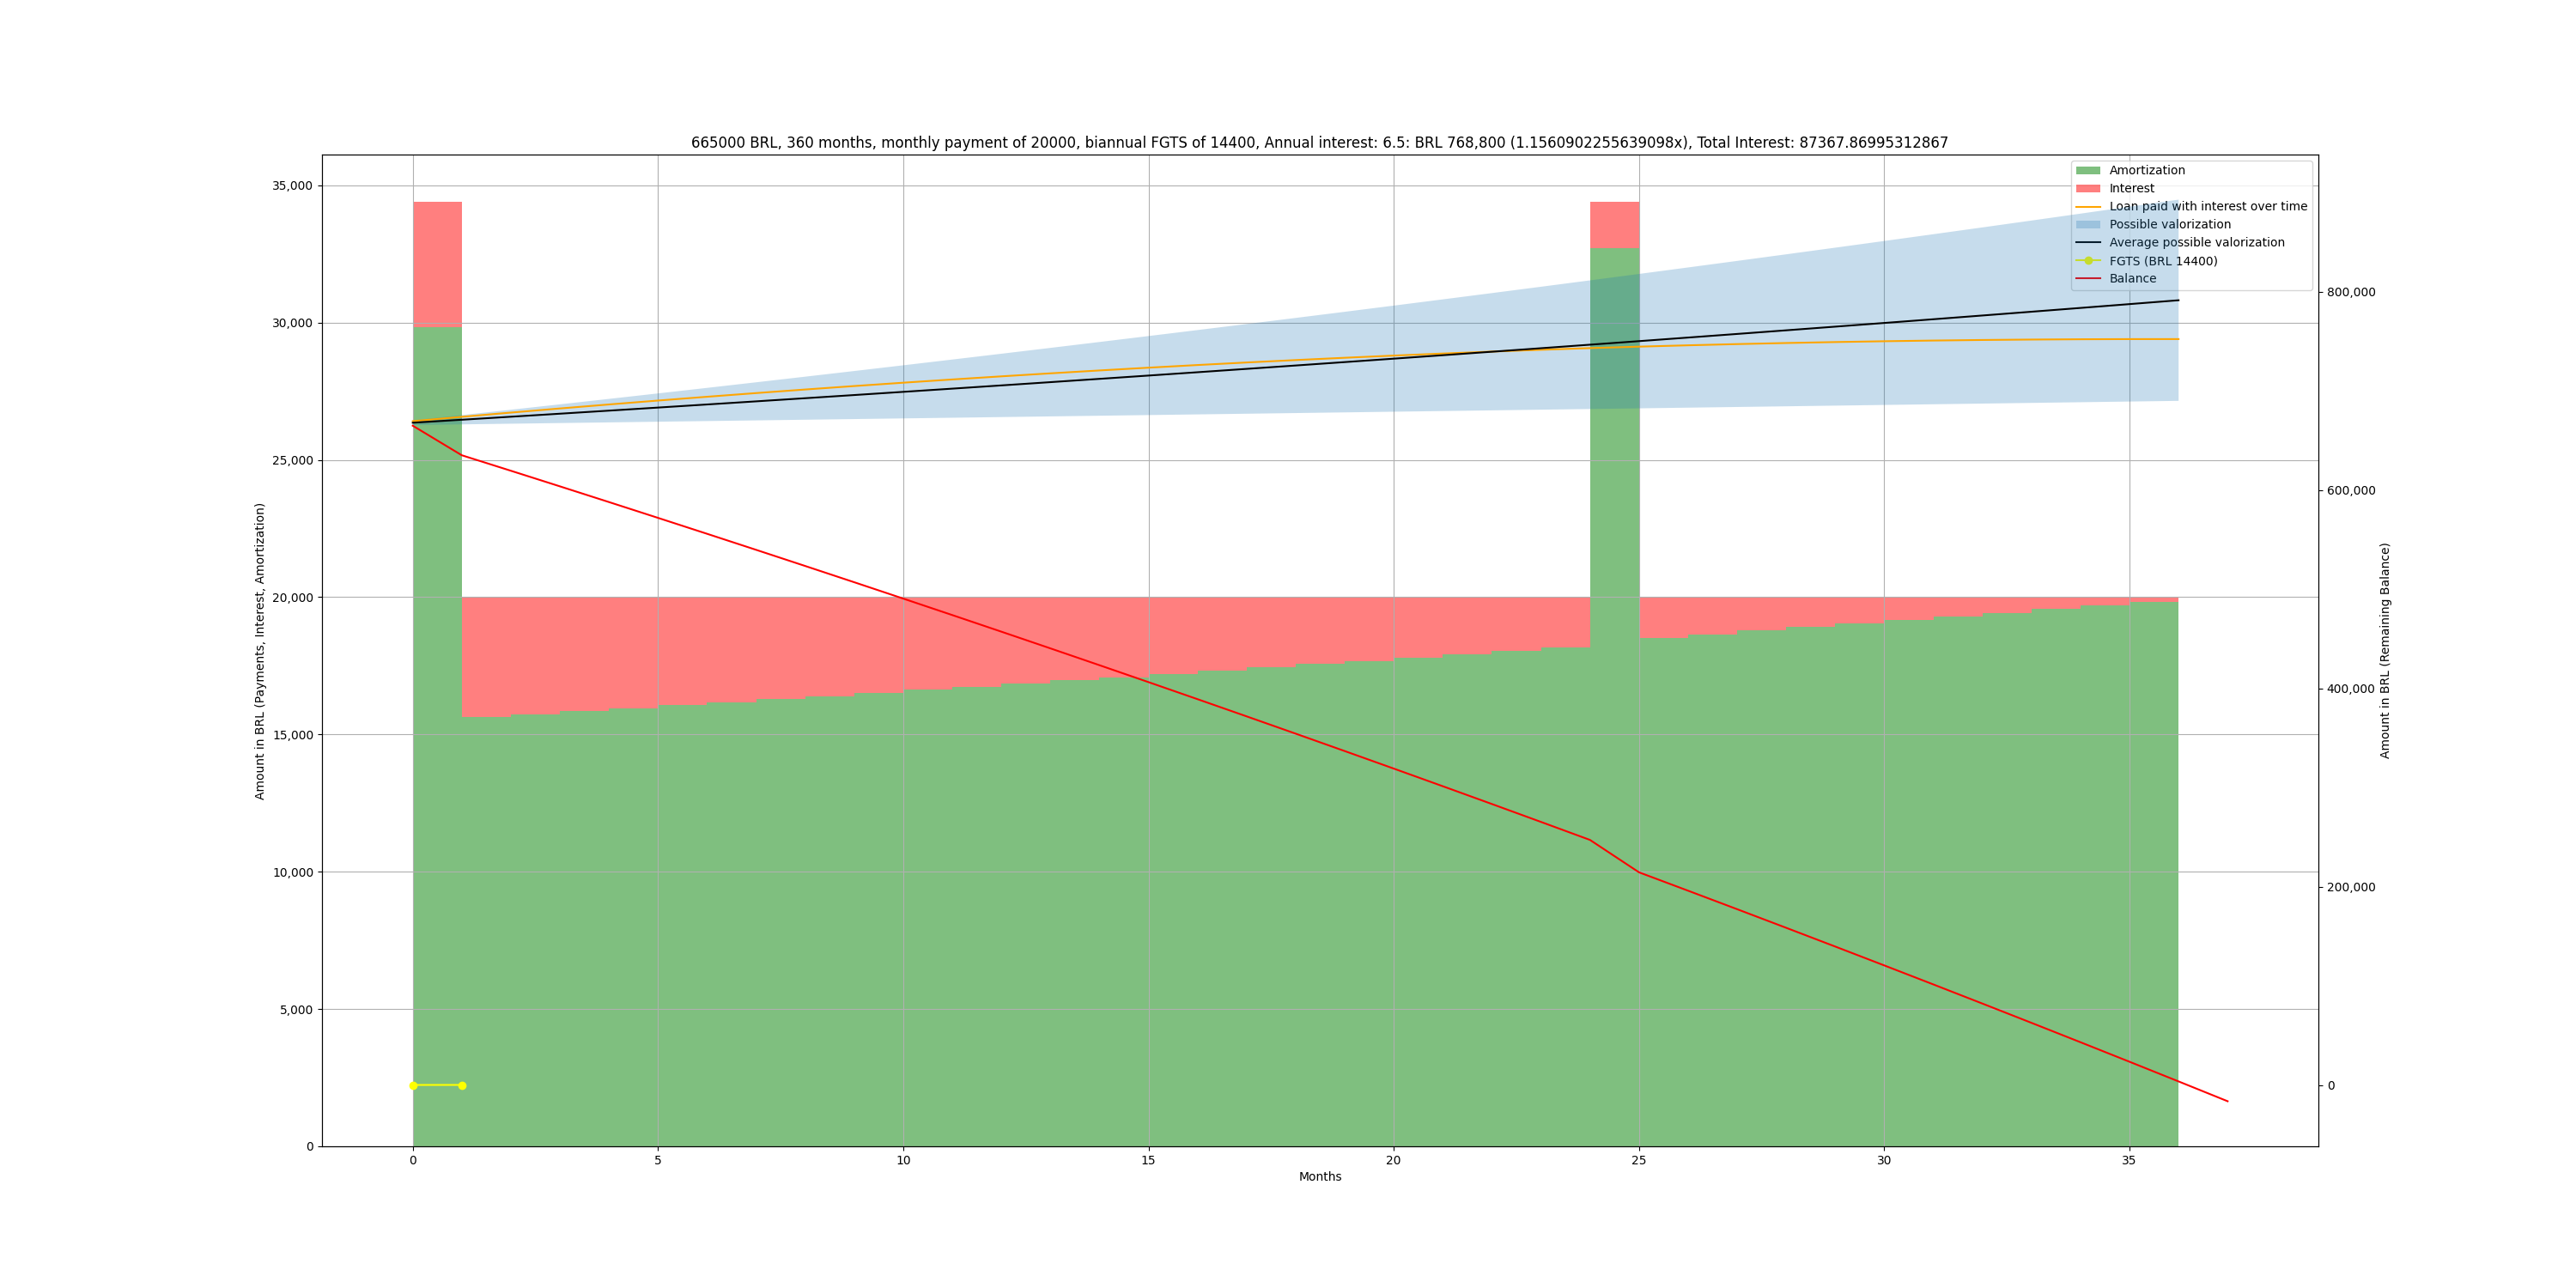 665000 BRL, 360 months, monthly payment of 20000, biannual FGTS of 14400, Annual interest: 6.5: BRL 768,800 (1.1560902255639098x), Total Interest: 87367.86995312867
Amortization
Interest
Loan paid with interest over time
Possible valorization
Average possible valorization
FGTS (BRL 14400)
Balance
Amount in BRL (Payments, Interest, Amortization)
35,000
30,000
25,000
20,000
15,000
10,000
5,000
0
800,000
600,000
400,000
200,000
0
Amount in BRL (Remaining Balance)
0 5 10 15 20 25 30 35
Months